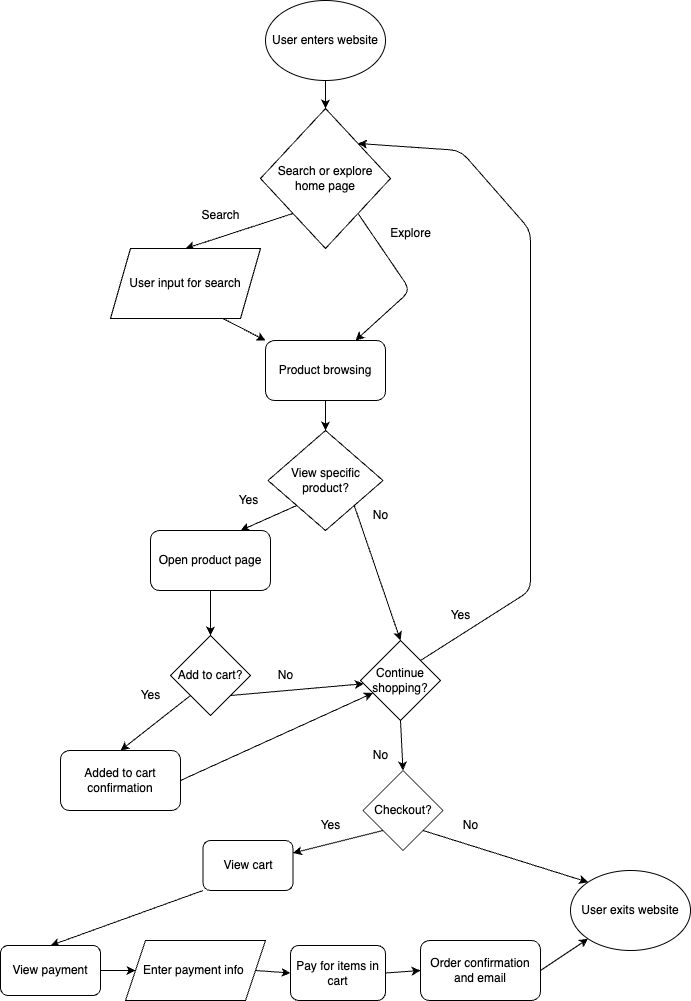 User enters website
Search or explore
home page
Search
Explore
User input for search
Product browsing
View specific
product?
Yes
No
Open product page
Yes
Add to cart?
No
Continue
shopping?
Yes
Added to cart
confirmation
No
Checkout?
Yes
No
View cart
User exits website
View payment
Enter payment info
Pay for items in
cart
Order confirmation
and email